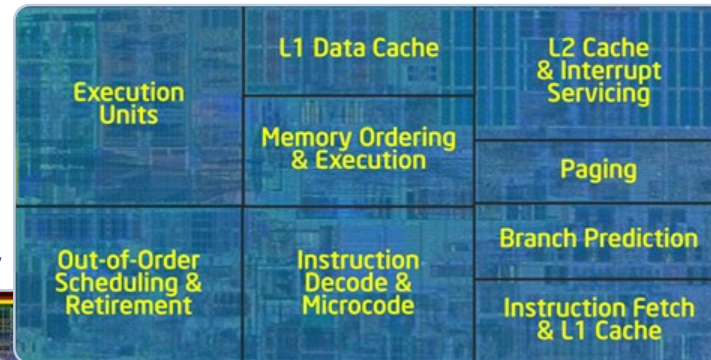 Execution
Units
L1 Data Cache
L2 Cache
& Interrupt
Servicing
Memory Ordering
& Execution
Paging
Out-of-Order
Scheduling &
Retirement
Instruction
Decode &
Microcode
Branch Prediction
Instruction Fetch
& L1 Cache